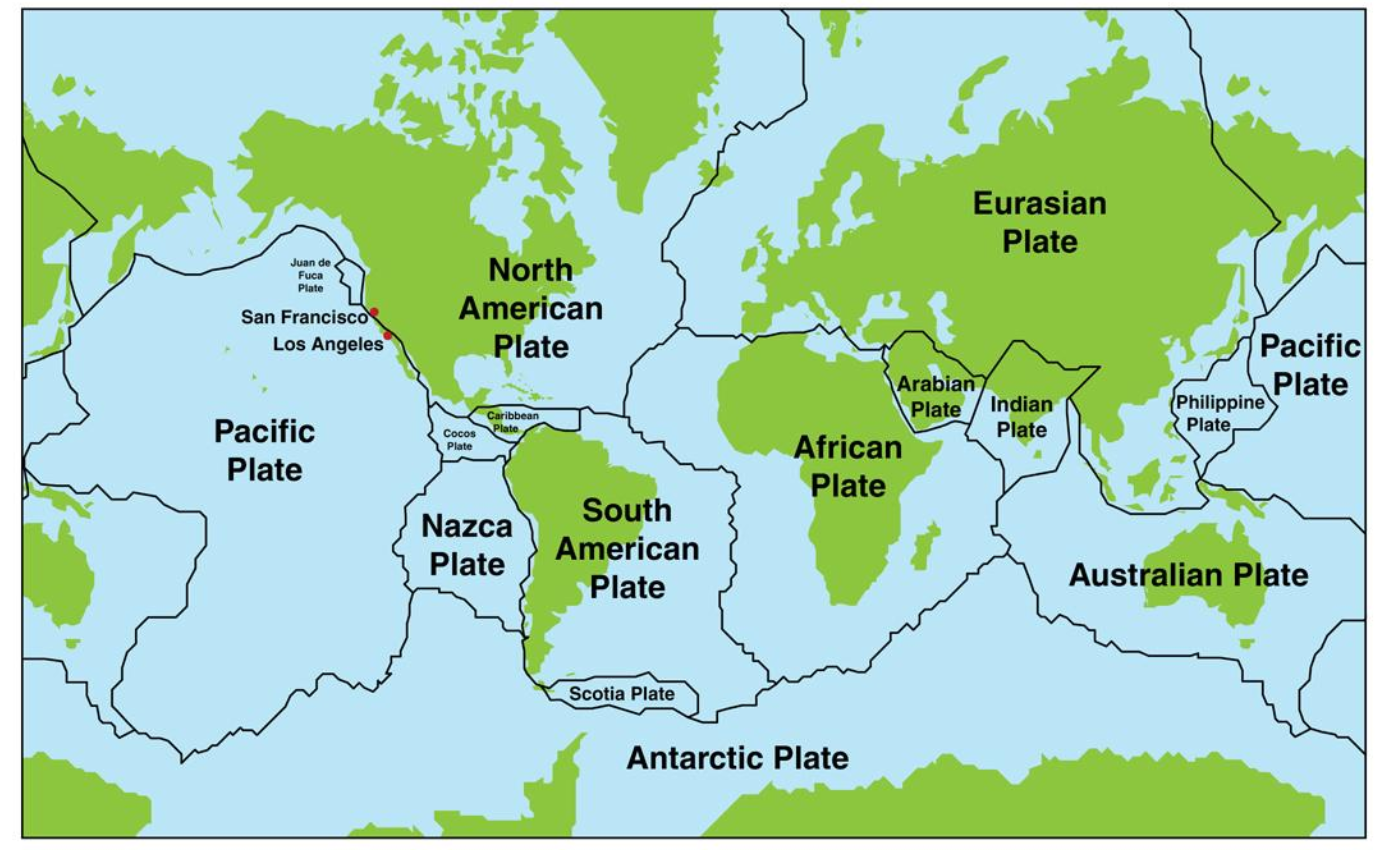 Eurasian
Plate
Juan de
Fuca
Plate
North
American
Plate
San Francisco
Los Angeles
Pacific
Plate
Arabian
Plate
Indian
Plate
Philippine
Plate
Caribbean
Plate
Cocos
Plate
Pacific
Plate
African
Plate
Nazca
Plate
South
American
Plate
Australian Plate
Scotia Plate
Antarctic Plate